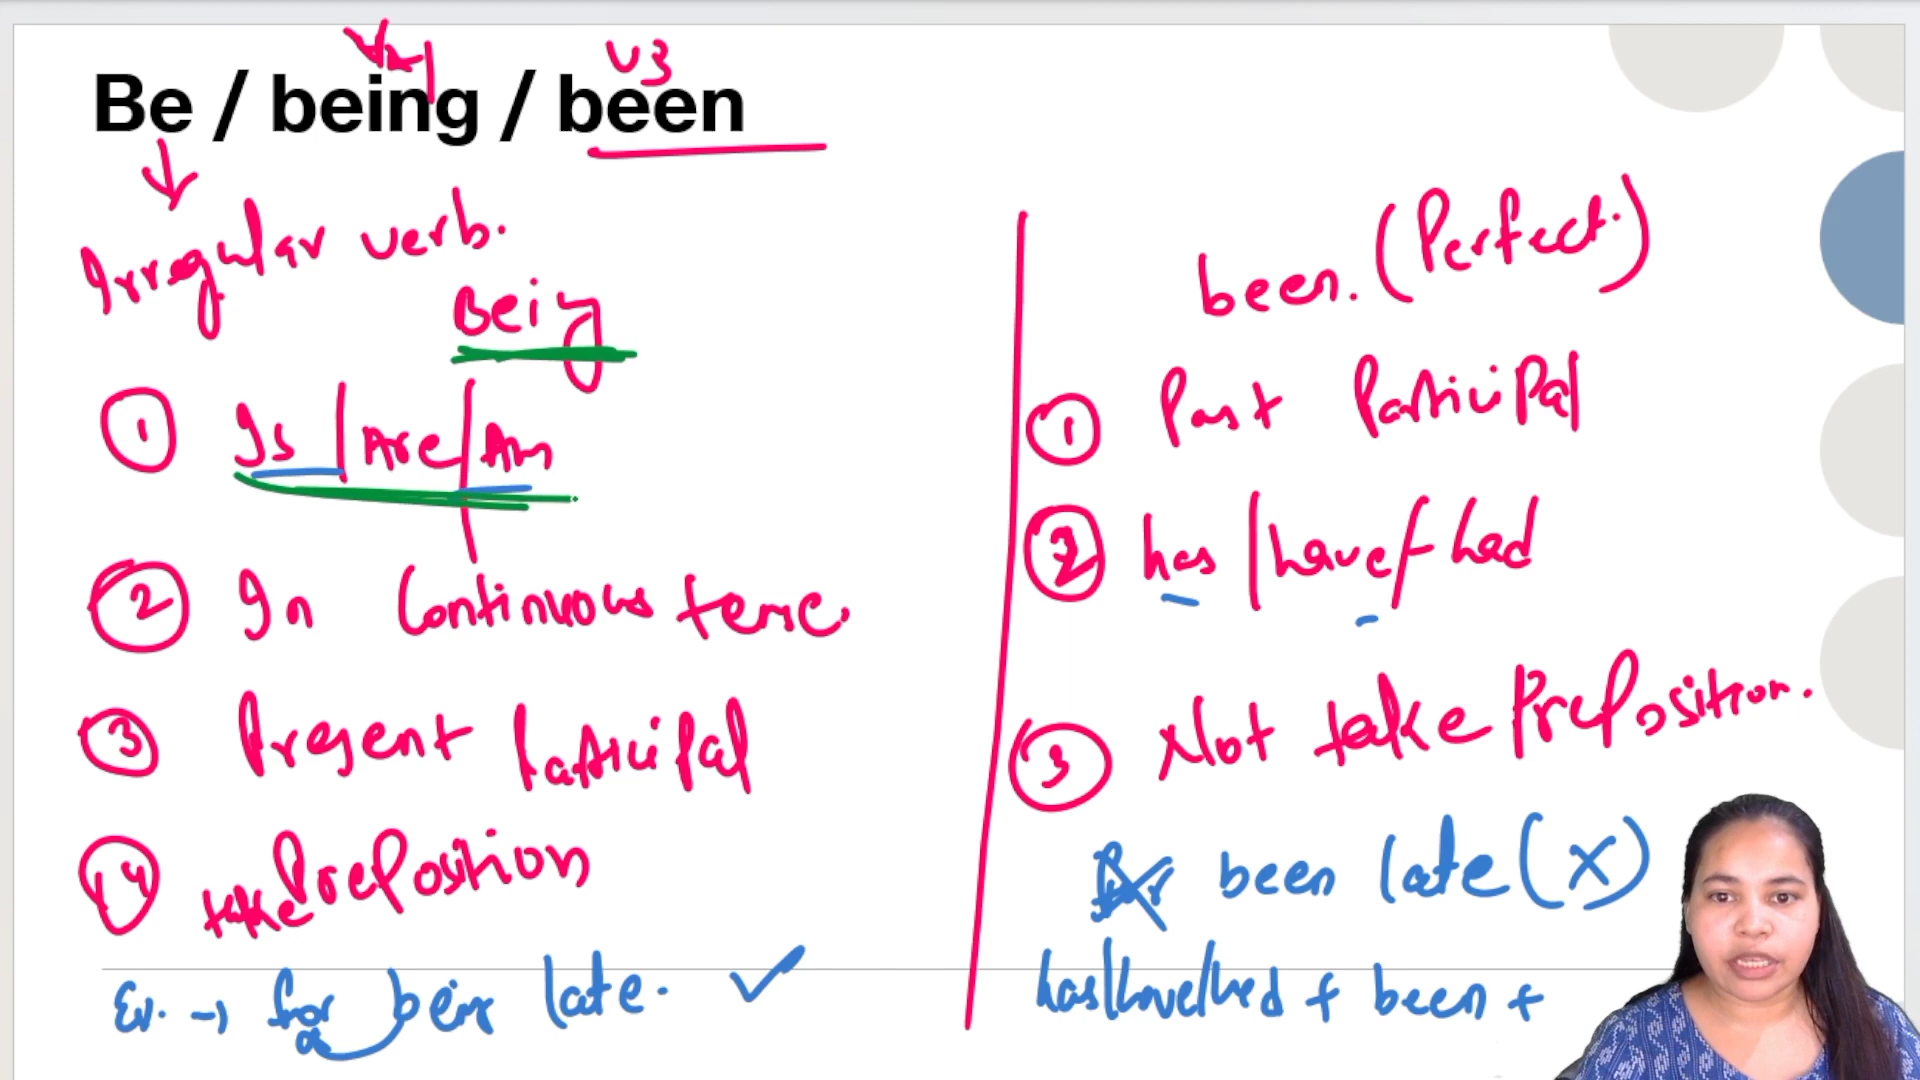 Be / being / been
V3
Irregular verb.
Being
① Is | Are | Am
② In Continuous tense.
③ Present Participal
④ take Preposition
Ex. → for being late. ✓
been. (Perfect.)
① Past Participal
② has | have / had
③ Not take Preposition.
been late (X)
has/have/had + been +